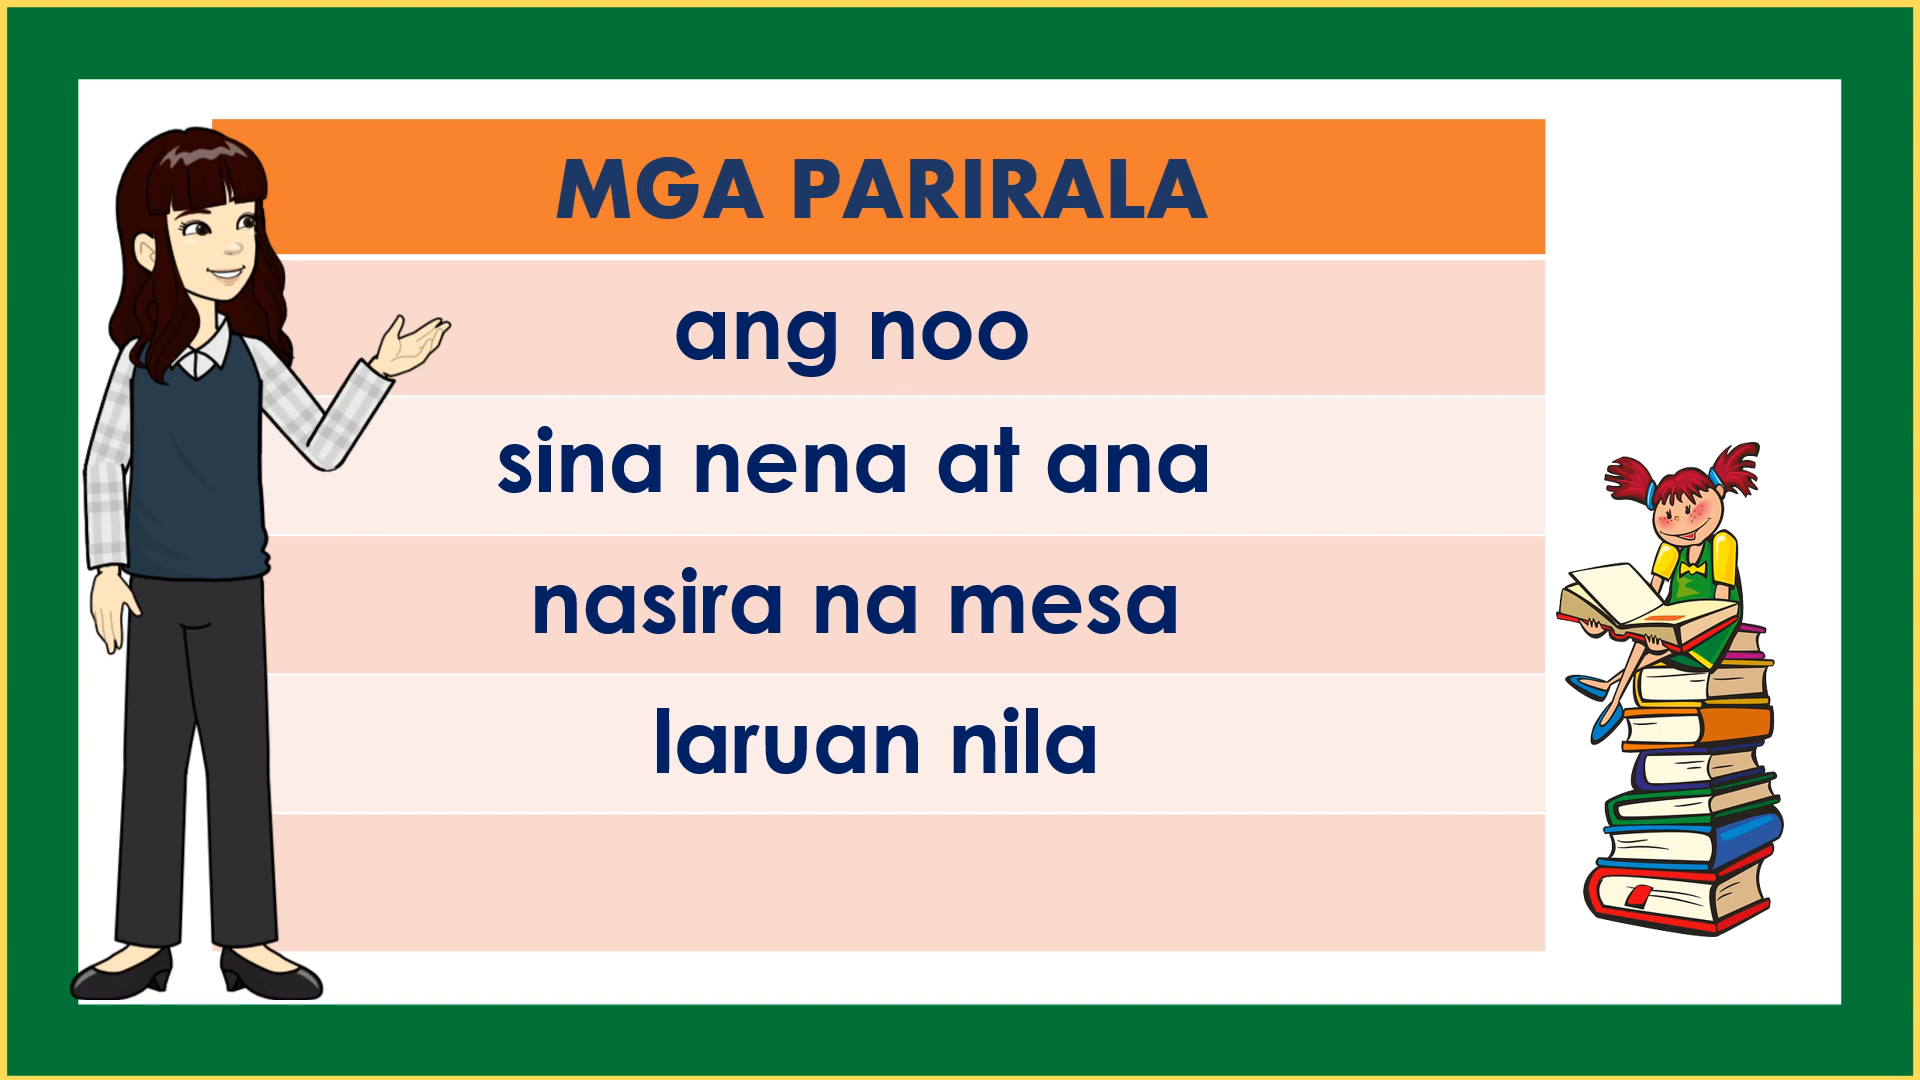 MGA PARIRALA
ang noo
sina nena at ana
nasira na mesa
laruan nila